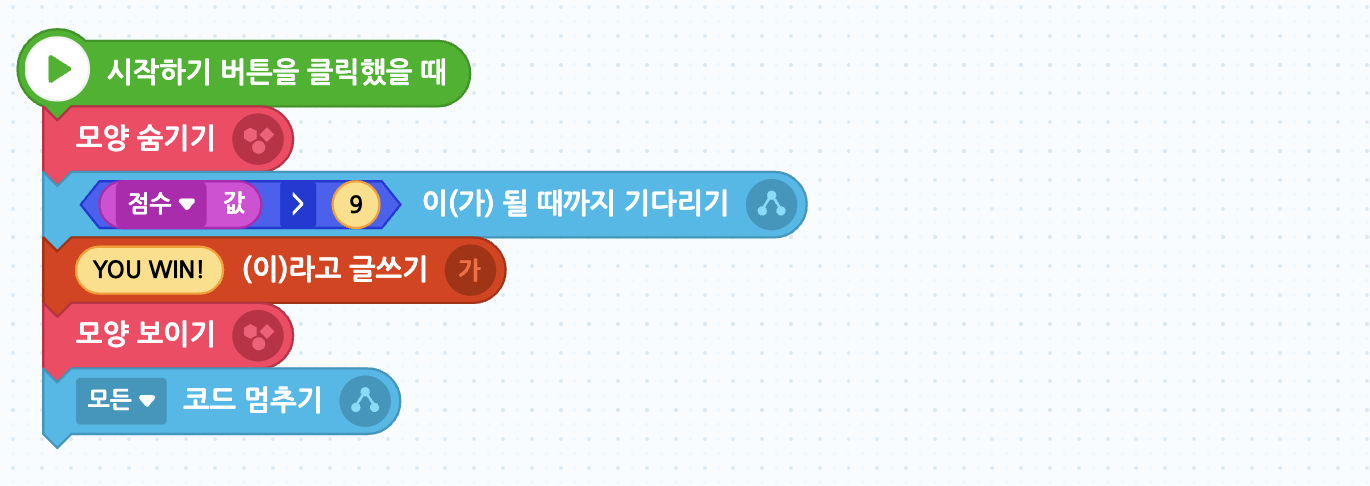 시작하기 버튼을 클릭했을 때
모양 숨기기
점수 값 > 9 이(가) 될 때까지 기다리기
YOU WIN! (이)라고 글쓰기 가
모양 보이기
모든 코드 멈추기